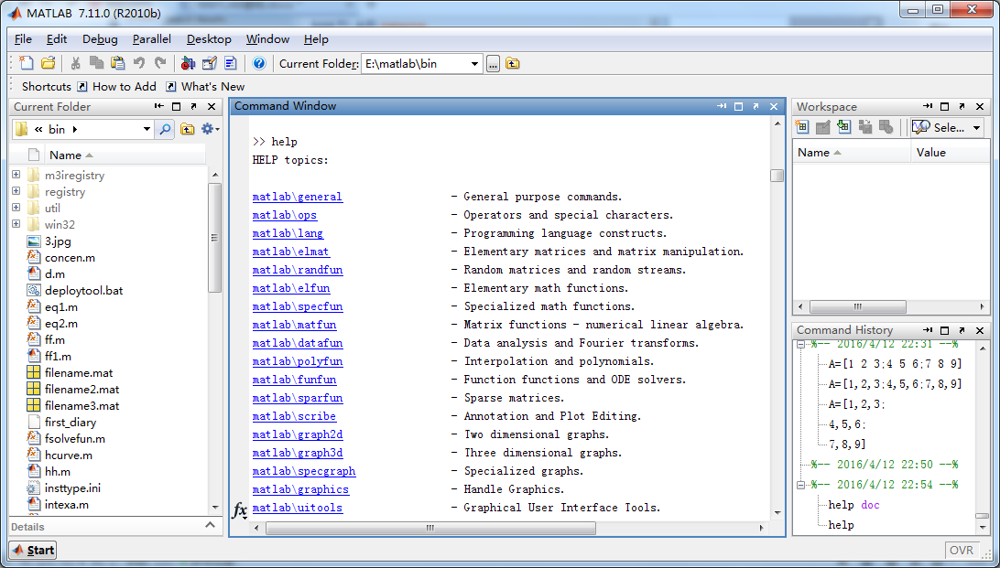 MATLAB 7.11.0 (R2010b)
File Edit Debug Parallel Desktop Window Help
Current Folder: E:\matlab\bin ...
Shortcuts How to Add What's New
Current Folder
« bin
Name
m3iregistry
registry
util
win32
3.jpg
concen.m
d.m
deploytool.bat
eq1.m
eq2.m
ff.m
ff1.m
filename.mat
filename2.mat
filename3.mat
first_diary
fsolvefun.m
hcurve.m
hh.m
insttype.ini
intexa.m
Details
Start
Command Window
>> help
HELP topics:
matlab\general - General purpose commands.
matlab\ops - Operators and special characters.
matlab\lang - Programming language constructs.
matlab\elmat - Elementary matrices and matrix manipulation.
matlab\randfun - Random matrices and random streams.
matlab\elfun - Elementary math functions.
matlab\specfun - Specialized math functions.
matlab\matfun - Matrix functions - numerical linear algebra.
matlab\datafun - Data analysis and Fourier transforms.
matlab\polyfun - Interpolation and polynomials.
matlab\funfun - Function functions and ODE solvers.
matlab\sparfun - Sparse matrices.
matlab\scribe - Annotation and Plot Editing.
matlab\graph2d - Two dimensional graphs.
matlab\graph3d - Three dimensional graphs.
matlab\specgraph - Specialized graphs.
matlab\graphics - Handle Graphics.
matlab\uitools - Graphical User Interface Tools.
fx
Workspace
Sele...
Name Value
Command History
%-- 2016/4/12 22:31 --%
A=[1 2 3;4 5 6;7 8 9]
A=[1,2,3;4,5,6;7,8,9]
A=[1,2,3;
4,5,6;
7,8,9]
%-- 2016/4/12 22:50 --%
%-- 2016/4/12 22:54 --%
help doc
help
OVR